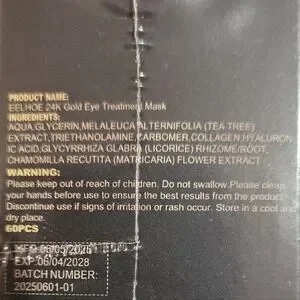 PRODUCT NAME:
EELHOE 24K Gold Eye Treatment Mask
INGREDIENTS:
AQUA,GLYCERIN,MELALEUCA ALTERNIFOLIA (TEA TREE)
EXTRACT,TRIETHANOLAMINE,CARBOMER,COLLAGEN,HYALURON
IC ACID,GLYCYRRHIZA GLABRA (LICORICE) RHIZOME/ROOT,
CHAMOMILLA RECUTITA (MATRICARIA) FLOWER EXTRACT
WARNING:
Please keep out of reach of children. Do not swallow.Please clean
your hands before use to ensure the best results from the product.
Discontinue use if signs of irritation or rash occur. Store in a cool and
dry place.
60PCS
MFG:06/05/2025
EXP:06/04/2028
BATCH NUMBER:
20250601-01